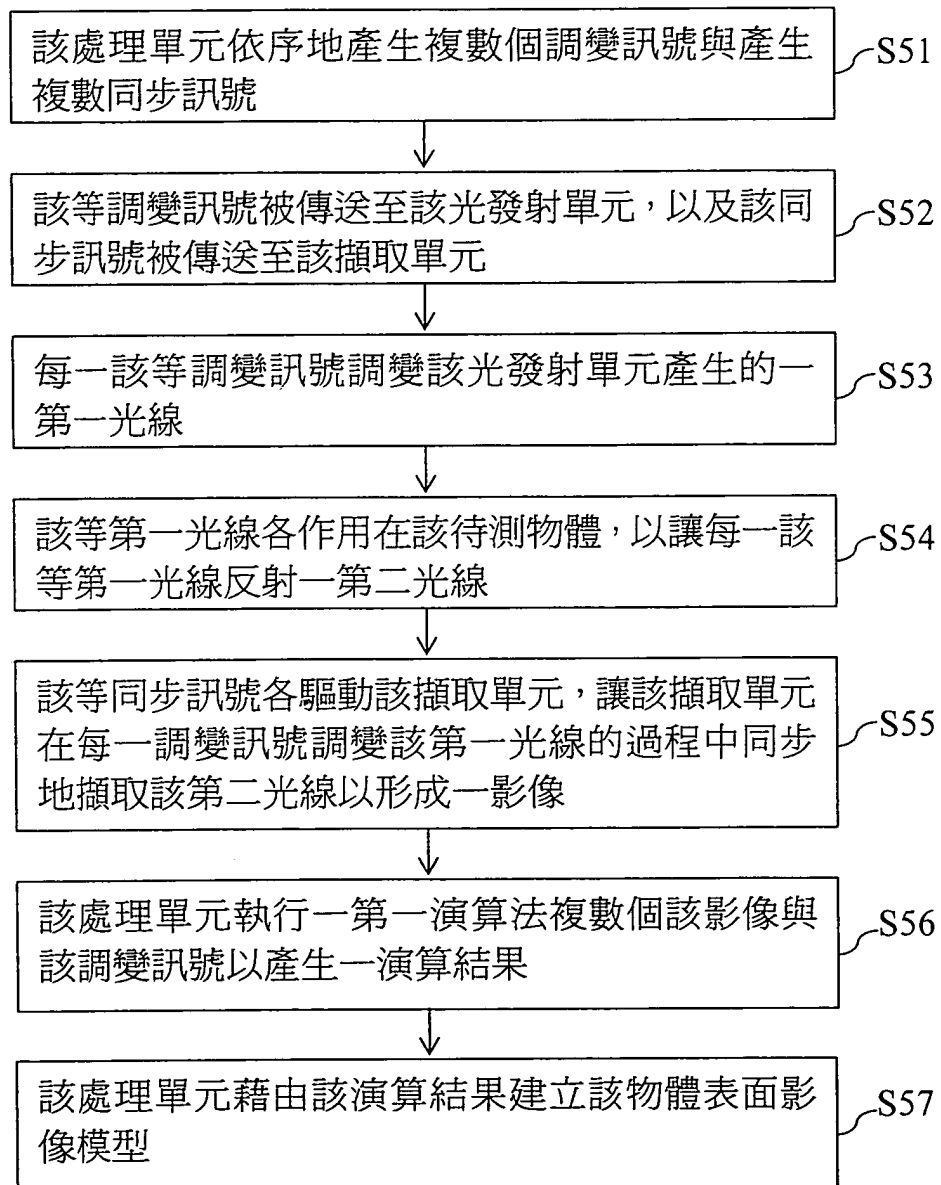 該處理單元依序地產生複數個調變訊號與產生
複數同步訊號
S51
該等調變訊號被傳送至該光發射單元，以及該同
步訊號被傳送至該擷取單元
S52
每一該等調變訊號調變該光發射單元產生的一
第一光線
S53
該等第一光線各作用在該待測物體，以讓每一該
等第一光線反射一第二光線
S54
該等同步訊號各驅動該擷取單元，讓該擷取單元
在每一調變訊號調變該第一光線的過程中同步
地擷取該第二光線以形成一影像
S55
該處理單元執行一第一演算法複數個該影像與
該調變訊號以產生一演算結果
S56
該處理單元藉由該演算結果建立該物體表面影
像模型
S57